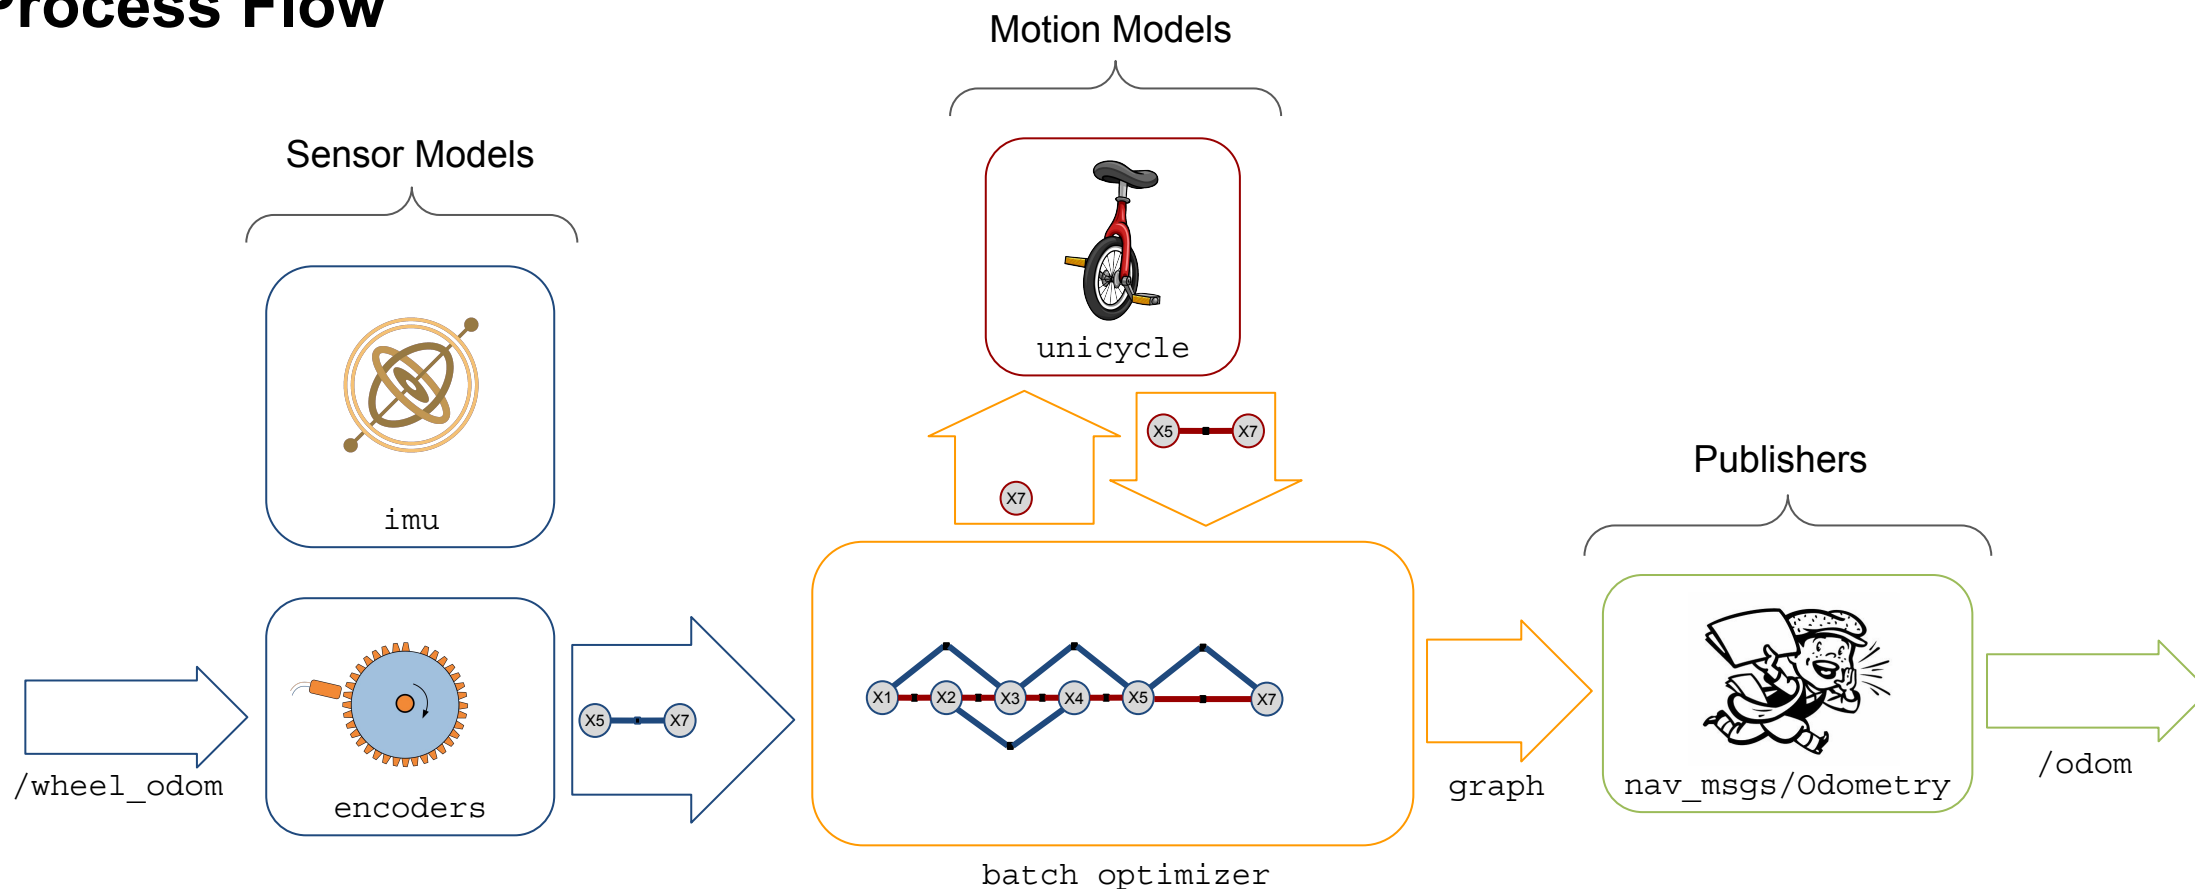 Process Flow
Motion Models
Sensor Models
unicycle
imu
X5 X7
X7
Publishers
X1 X2 X3 X4 X5 X7
X5 X7
/wheel_odom
encoders
graph
nav_msgs/Odometry
/odom
batch optimizer